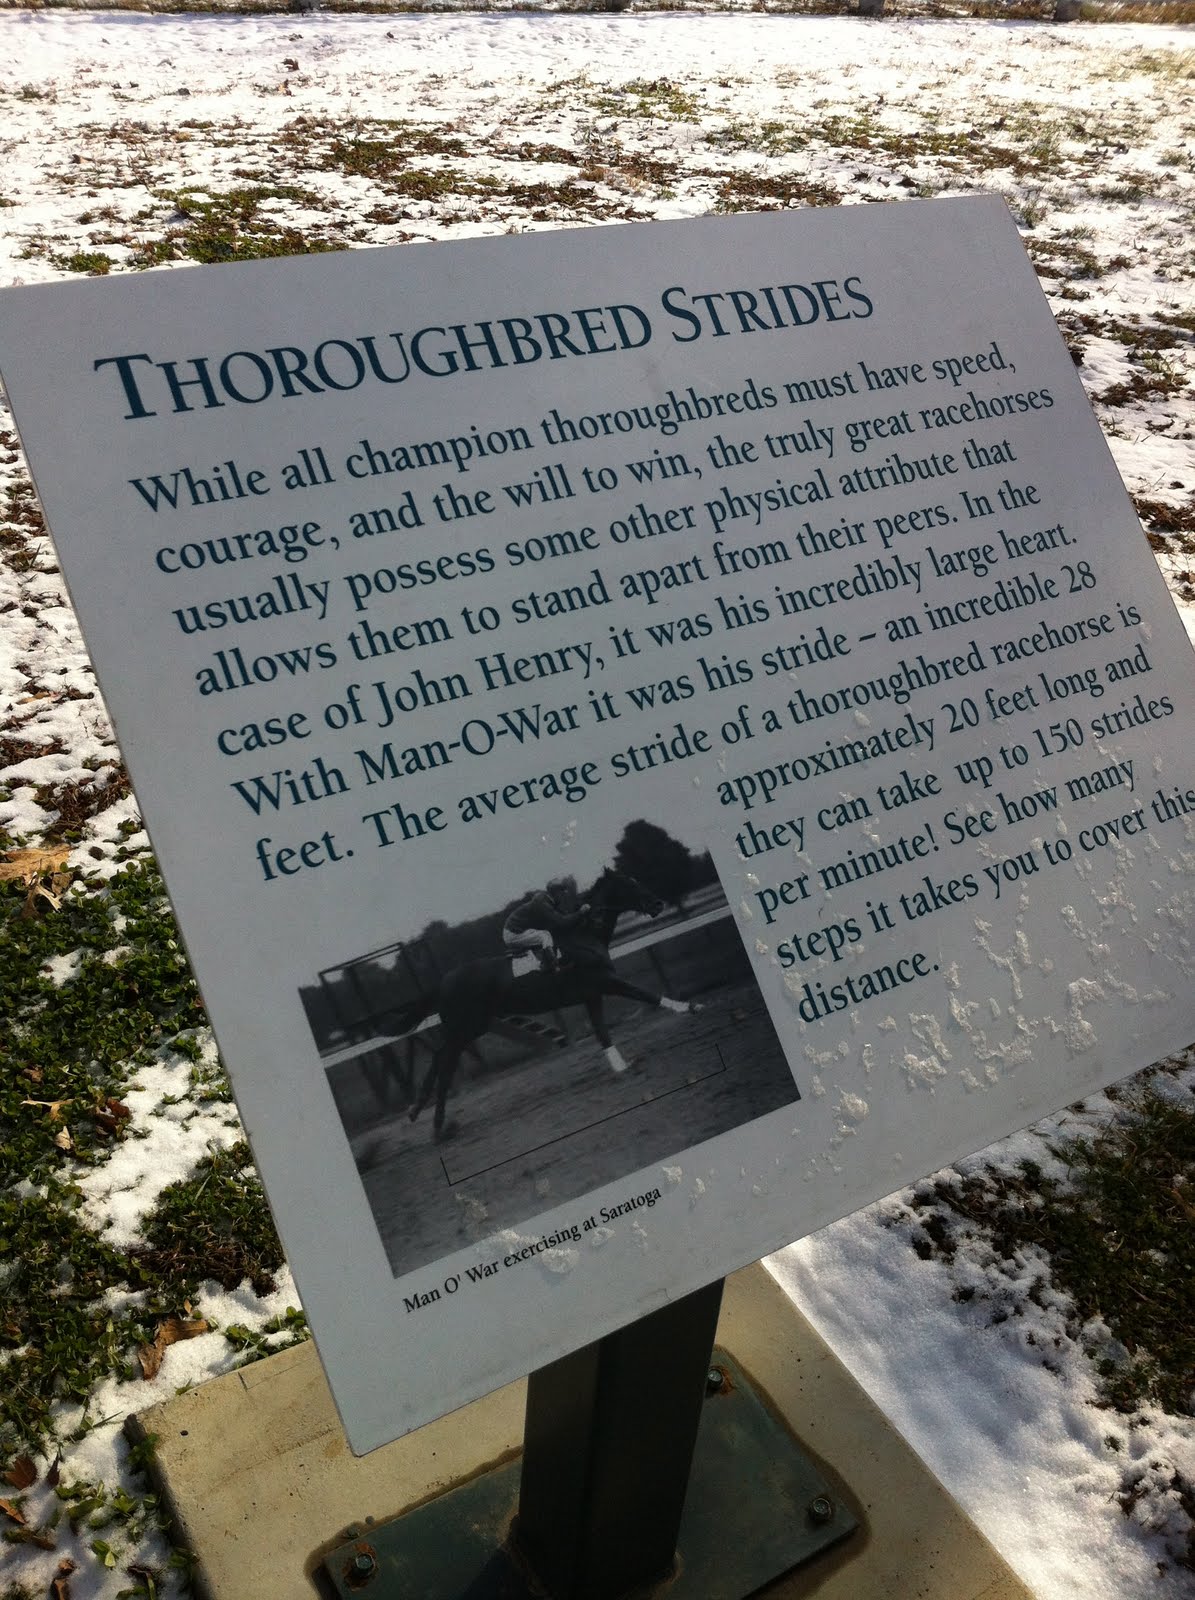 THOROUGHBRED STRIDES
While all champion thoroughbreds must have speed,
courage, and the will to win, the truly great racehorses
usually possess some other physical attribute that
allows them to stand apart from their peers. In the
case of John Henry, it was his incredibly large heart.
With Man-O-War it was his stride – an incredible 28
feet. The average stride of a thoroughbred racehorse is
approximately 20 feet long and
they can take up to 150 strides
per minute! See how many
steps it takes you to cover this
distance.
Man O' War exercising at Saratoga